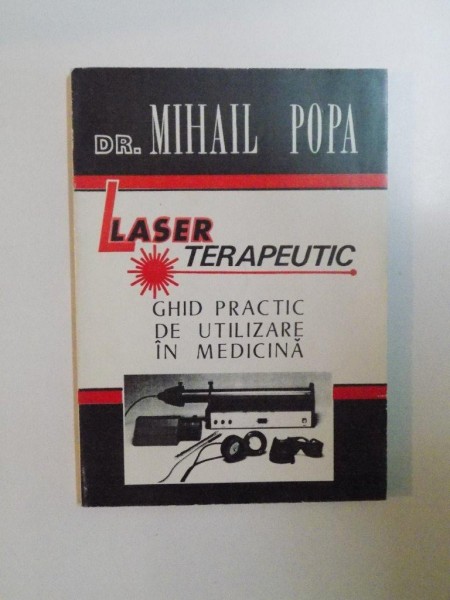 DR. MIHAIL POPA
LASER
TERAPEUTIC
GHID PRACTIC
DE UTILIZARE
ÎN MEDICINĂ